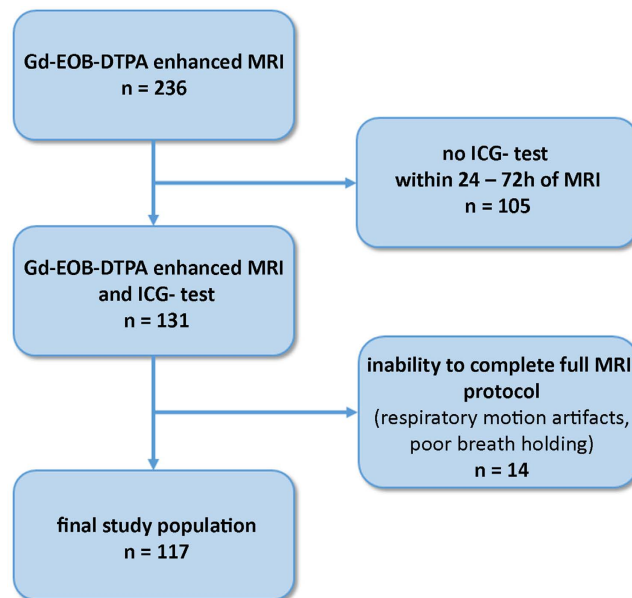 Gd-EOB-DTPA enhanced MRI
n = 236
no ICG- test
within 24 – 72h of MRI
n = 105
Gd-EOB-DTPA enhanced MRI
and ICG- test
n = 131
inability to complete full MRI
protocol
(respiratory motion artifacts,
poor breath holding)
n = 14
final study population
n = 117